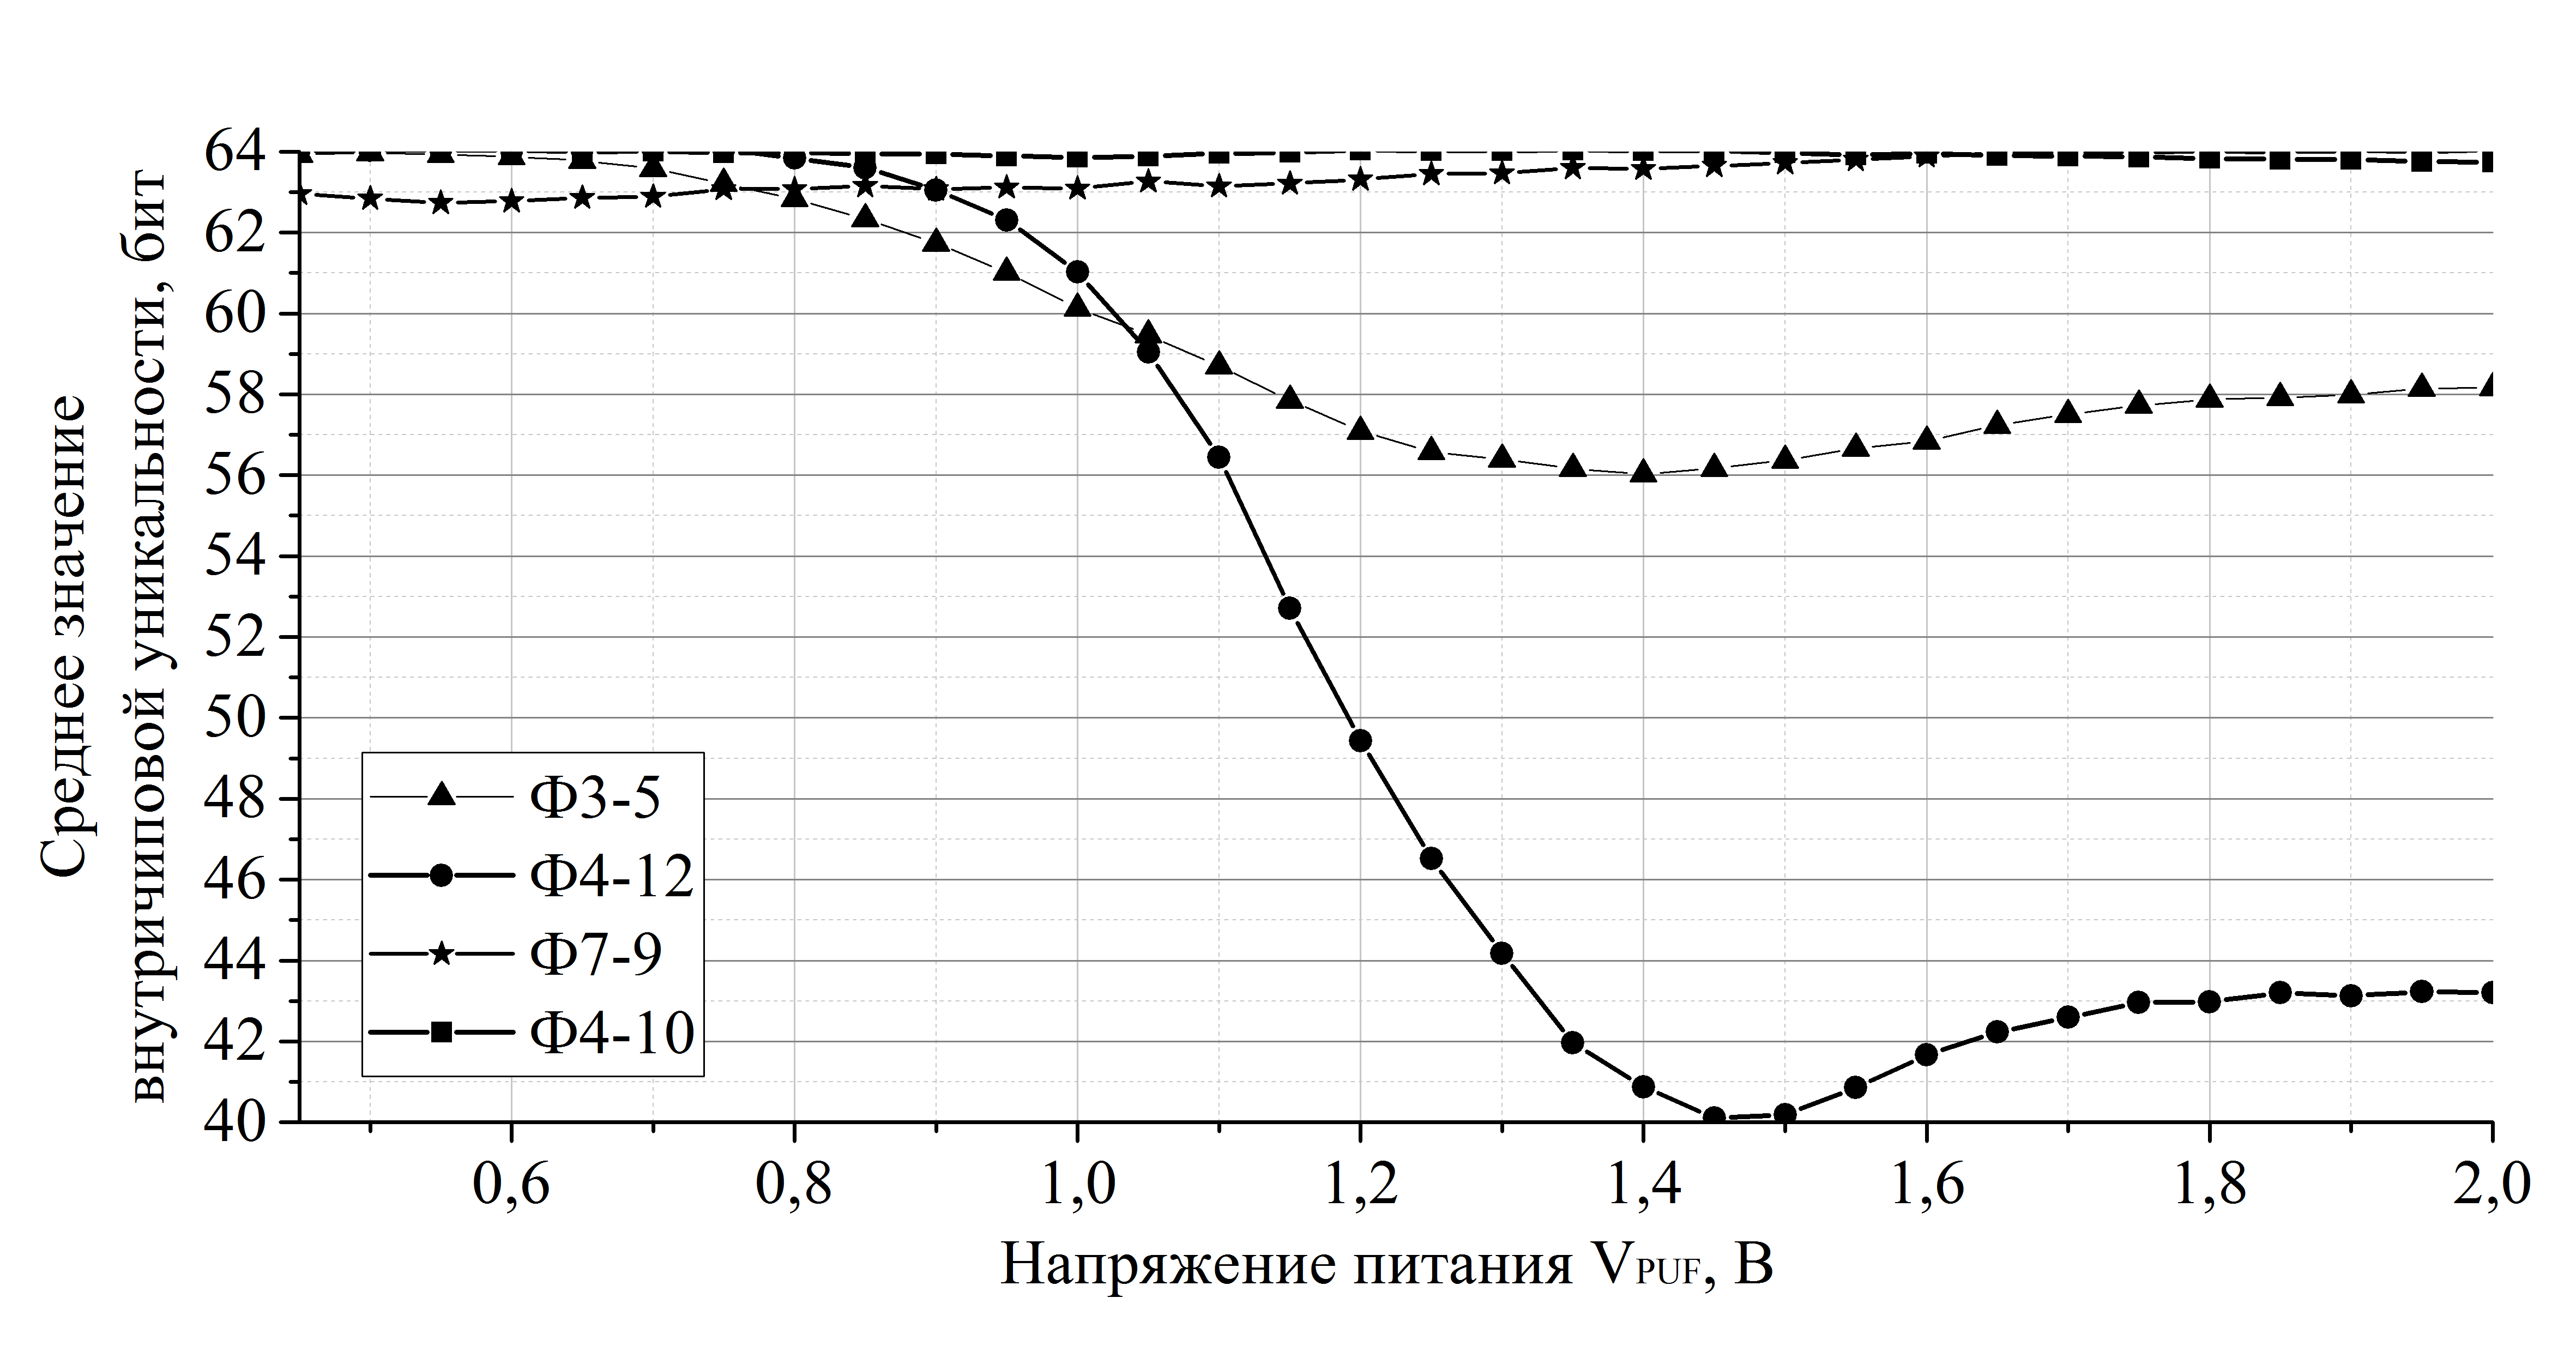 Среднее значение
внутричиповой уникальности, бит
64
62
60
58
56
54
52
50
48
46
44
42
40
Ф3-5
Ф4-12
Ф7-9
Ф4-10
0,6 0,8 1,0 1,2 1,4 1,6 1,8 2,0
Напряжение питания VPUF, В